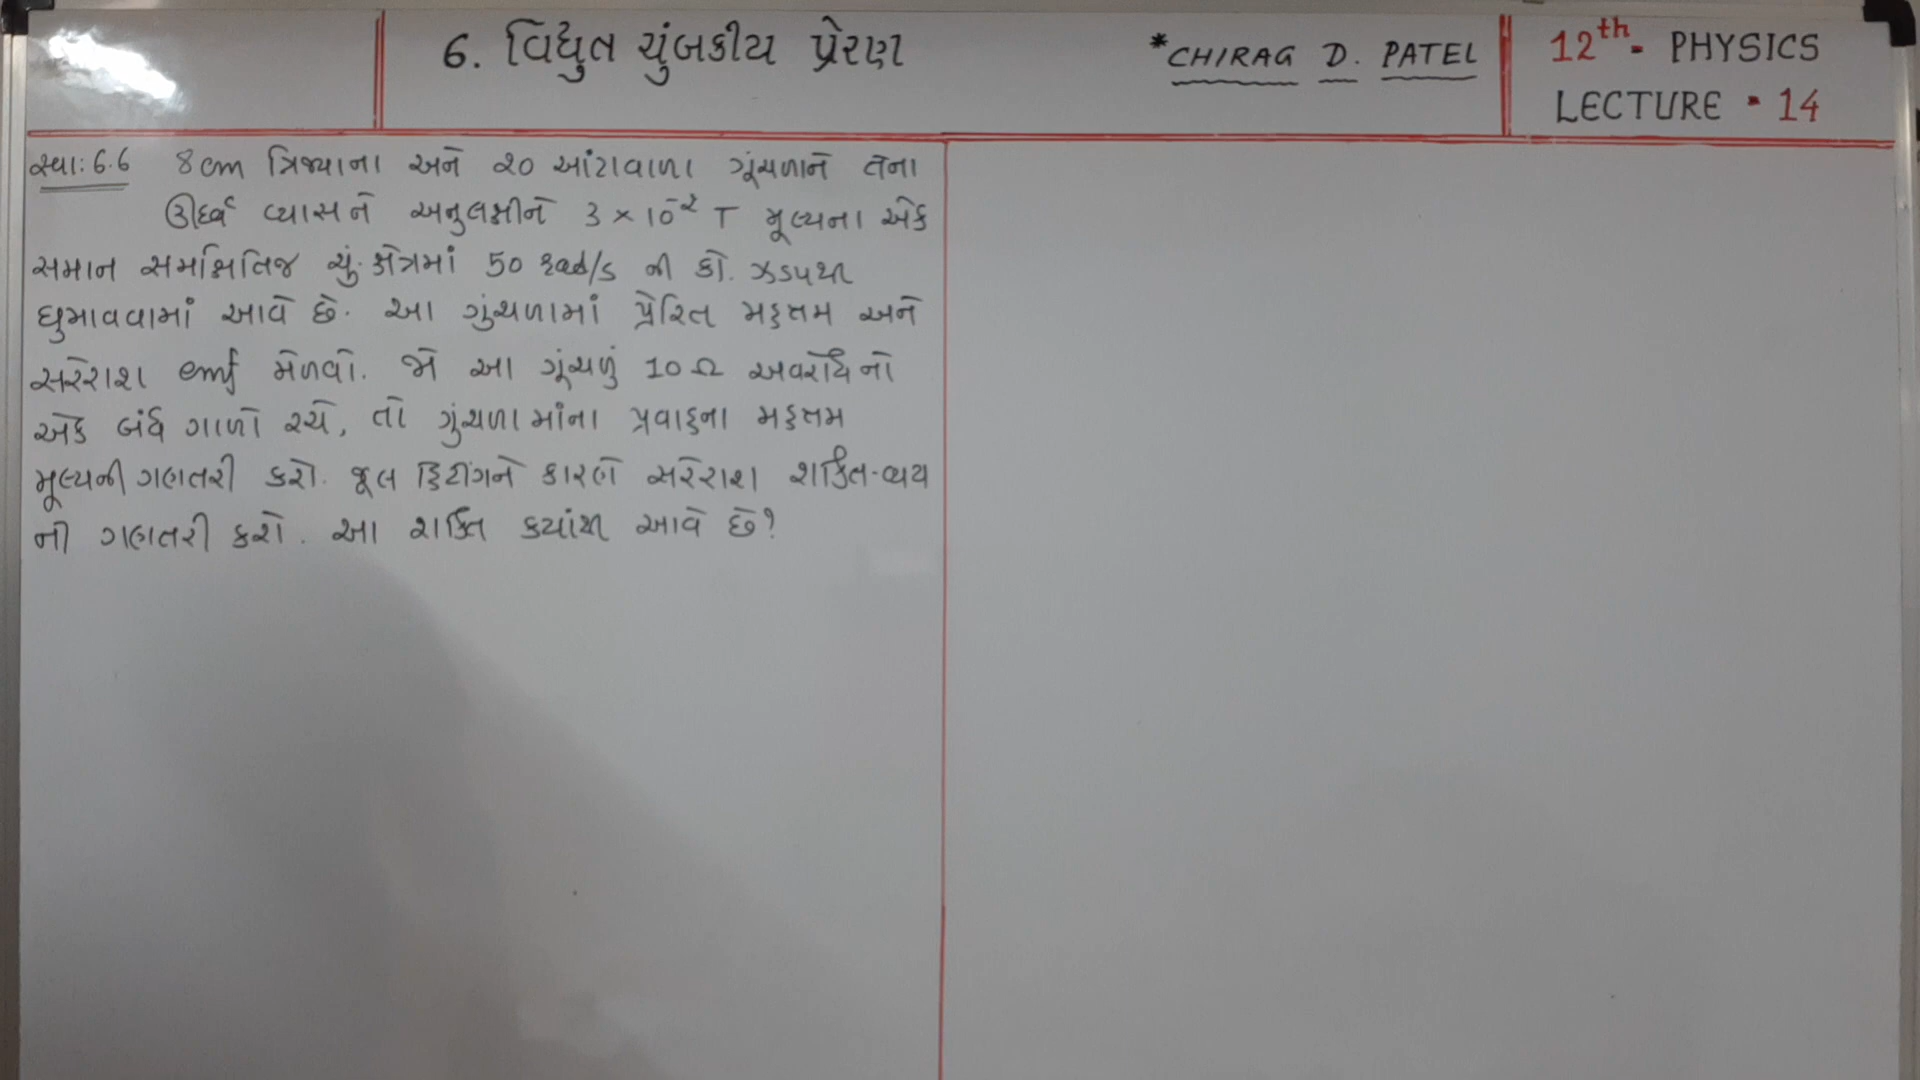 6. વિદ્યુત ચુંબકીય પ્રેરણ
*CHIRAG D. PATEL
12th - PHYSICS
LECTURE - 14
સ્વા: 6.6 8 cm ત્રિજ્યાના અને ૨૦ આંટાવાળા ગૂંચળાને તેના
ઊર્ધ્વ વ્યાસને અનુલક્ષીને 3 × 10⁻² T મૂલ્યના એક
સમાન સમક્ષિતિજ ચું. ક્ષેત્રમાં 50 rad/s ની કો. ઝડપથી
ઘુમાવવામાં આવે છે. આ ગુંચળામાં પ્રેરિત મહત્તમ અને
સરેરાશ emf મેળવો. જો આ ગૂંચળું 10 Ω અવરોધનો
એક બંધ ગાળો રચે, તો ગુંચળામાંના પ્રવાહના મહત્તમ
મૂલ્યની ગણતરી કરો. જૂલ હિટીંગને કારણે સરેરાશ શક્તિ-વ્યય
ની ગણતરી કરો. આ શક્તિ ક્યાંથી આવે છે?